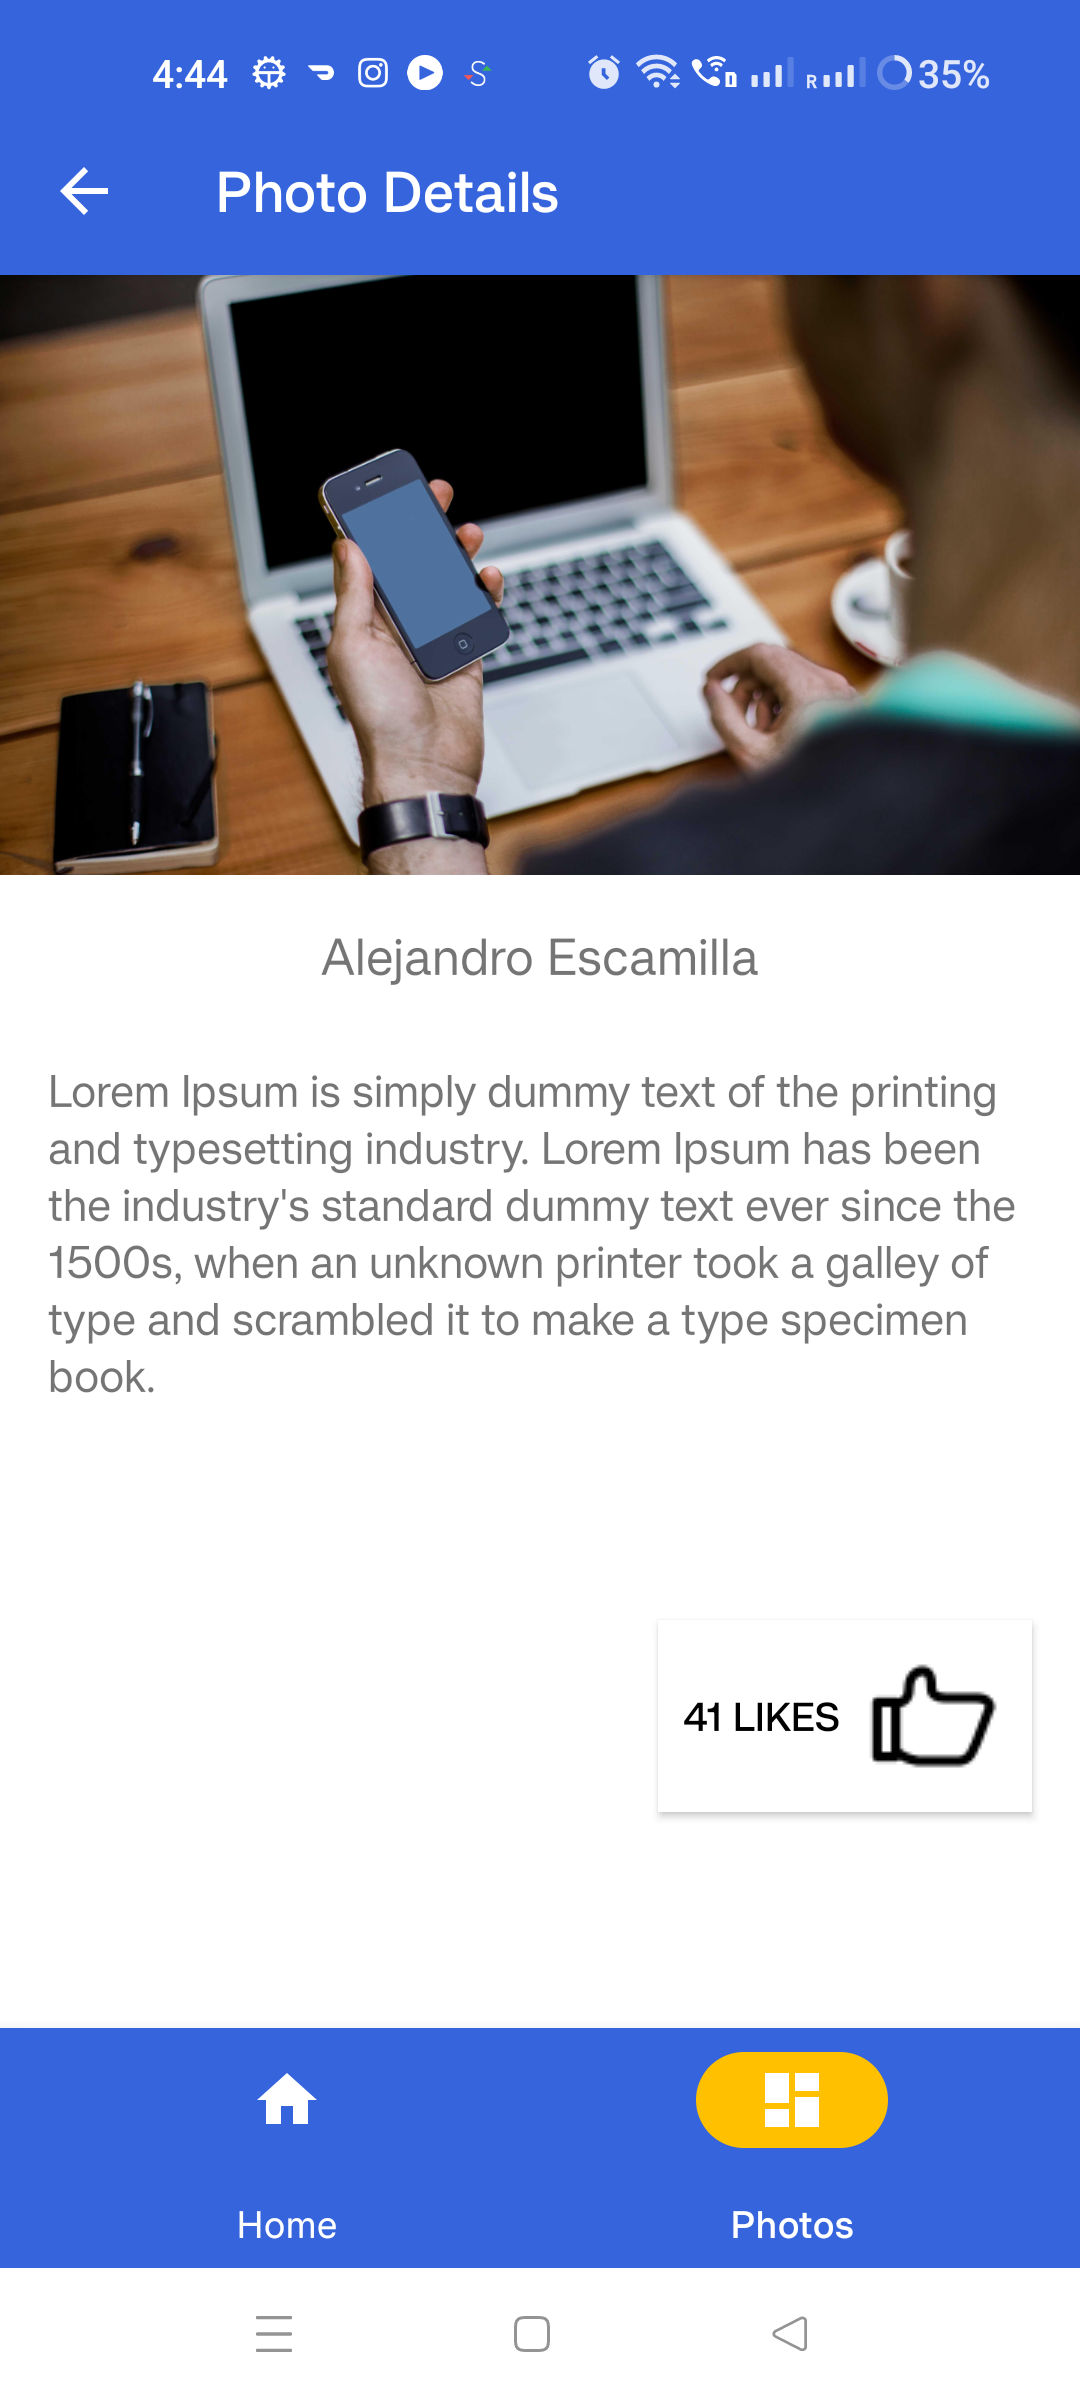 4:44
R
35%
Photo Details
Alejandro Escamilla
Lorem Ipsum is simply dummy text of the printing
and typesetting industry. Lorem Ipsum has been
the industry's standard dummy text ever since the
1500s, when an unknown printer took a galley of
type and scrambled it to make a type specimen
book.
41 LIKES
Home
Photos